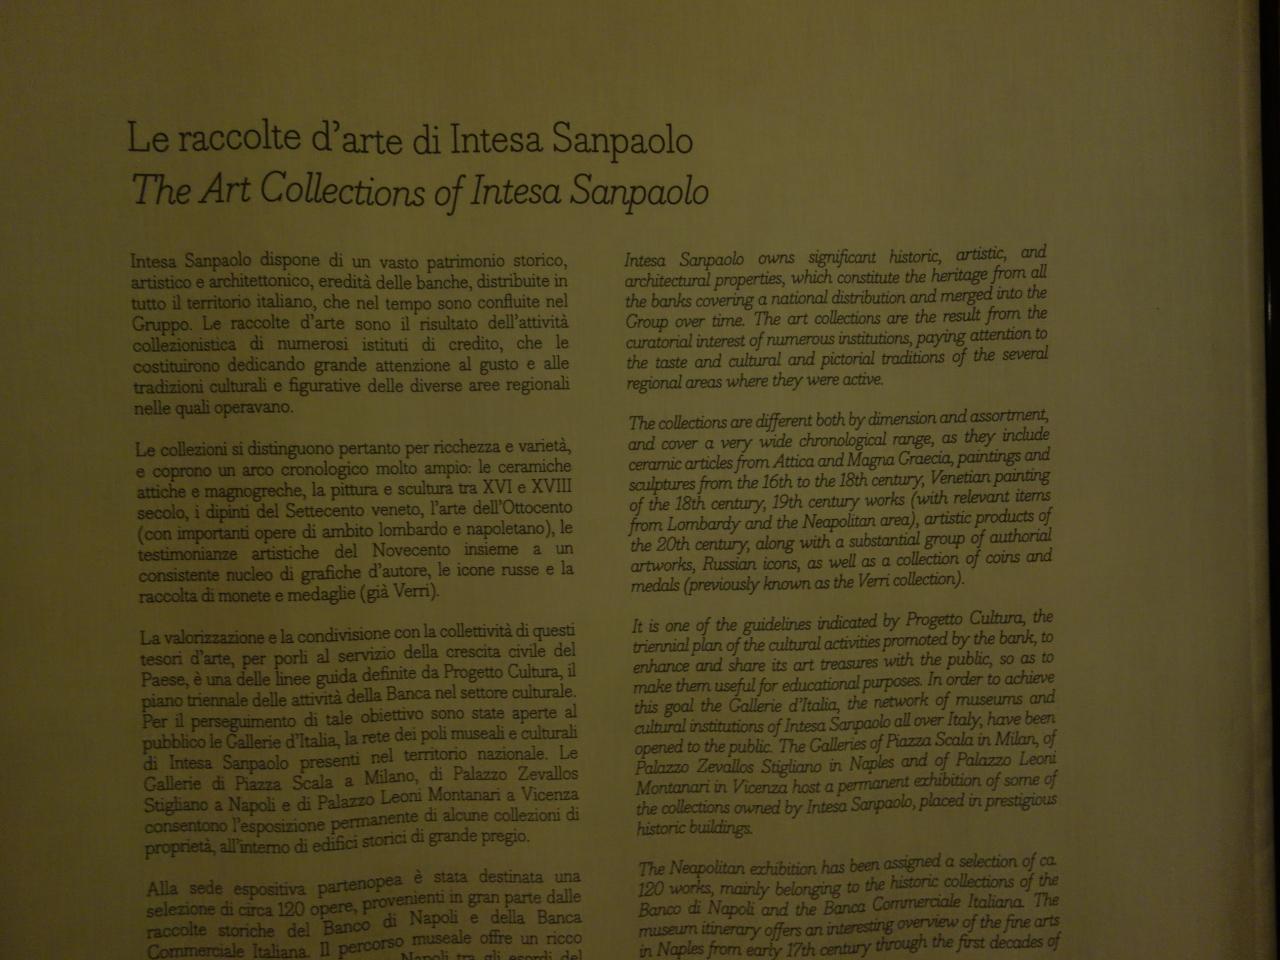 Le raccolte d'arte di Intesa Sanpaolo
The Art Collections of Intesa Sanpaolo
Intesa Sanpaolo dispone di un vasto patrimonio storico,
artistico e architettonico, eredità delle banche, distribuite in
tutto il territorio italiano, che nel tempo sono confluite nel
Gruppo. Le raccolte d'arte sono il risultato dell'attività
collezionistica di numerosi istituti di credito, che le
costituirono dedicando grande attenzione al gusto e alle
tradizioni culturali e figurative delle diverse aree regionali
nelle quali operavano.
Le collezioni si distinguono pertanto per ricchezza e varietà,
e coprono un arco cronologico molto ampio: le ceramiche
attiche e magnogreche, la pittura e scultura tra XVI e XVIII
secolo, i dipinti del Settecento veneto, l'arte dell'Ottocento
(con importanti opere di ambito lombardo e napoletano), le
testimonianze artistiche del Novecento insieme a un
consistente nucleo di grafiche d'autore, le icone russe e la
raccolta di monete e medaglie (già Verri).
La valorizzazione e la condivisione con la collettività di questi
tesori d'arte, per porli al servizio della crescita civile del
Paese, è una delle linee guida definite da Progetto Cultura, il
piano triennale delle attività della Banca nel settore culturale.
Per il perseguimento di tale obiettivo sono state aperte al
pubblico le Gallerie d'Italia, la rete dei poli museali e culturali
di Intesa Sanpaolo presenti nel territorio nazionale. Le
Gallerie di Piazza Scala a Milano, di Palazzo Zevallos
Stigliano a Napoli e di Palazzo Leoni Montanari a Vicenza
consentono l'esposizione permanente di alcune collezioni di
proprietà, all'interno di edifici storici di grande pregio.
Alla sede espositiva partenopea è stata destinata una
selezione di circa 120 opere, provenienti in gran parte dalle
raccolte storiche del Banco di Napoli e della Banca
Commerciale Italiana. Il percorso museale offre un ricco
Napoli tra gli esordi del
Intesa Sanpaolo owns significant historic, artistic, and
architectural properties, which constitute the heritage from all
the banks covering a national distribution and merged into the
Group over time. The art collections are the result from the
curatorial interest of numerous institutions, paying attention to
the taste and cultural and pictorial traditions of the several
regional areas where they were active.
The collections are different both by dimension and assortment,
and cover a very wide chronological range, as they include
ceramic articles from Attica and Magna Graecia, paintings and
sculptures from the 16th to the 18th century, Venetian painting
of the 18th century, 19th century works (with relevant items
from Lombardy and the Neapolitan area), artistic products of
the 20th century, along with a substantial group of authorial
artworks, Russian icons, as well as a collection of coins and
medals (previously known as the Verri collection).
It is one of the guidelines indicated by Progetto Cultura, the
triennial plan of the cultural activities promoted by the bank, to
enhance and share its art treasures with the public, so as to
make them useful for educational purposes. In order to achieve
this goal the Gallerie d'Italia, the network of museums and
cultural institutions of Intesa Sanpaolo all over Italy, have been
opened to the public. The Galleries of Piazza Scala in Milan, of
Palazzo Zevallos Stigliano in Naples and of Palazzo Leoni
Montanari in Vicenza host a permanent exhibition of some of
the collections owned by Intesa Sanpaolo, placed in prestigious
historic buildings.
The Neapolitan exhibition has been assigned a selection of ca.
120 works, mainly belonging to the historic collections of the
Banco di Napoli and the Banca Commerciale Italiana. The
museum itinerary offers an interesting overview of the fine arts
in Naples from early 17th century through the first decades of